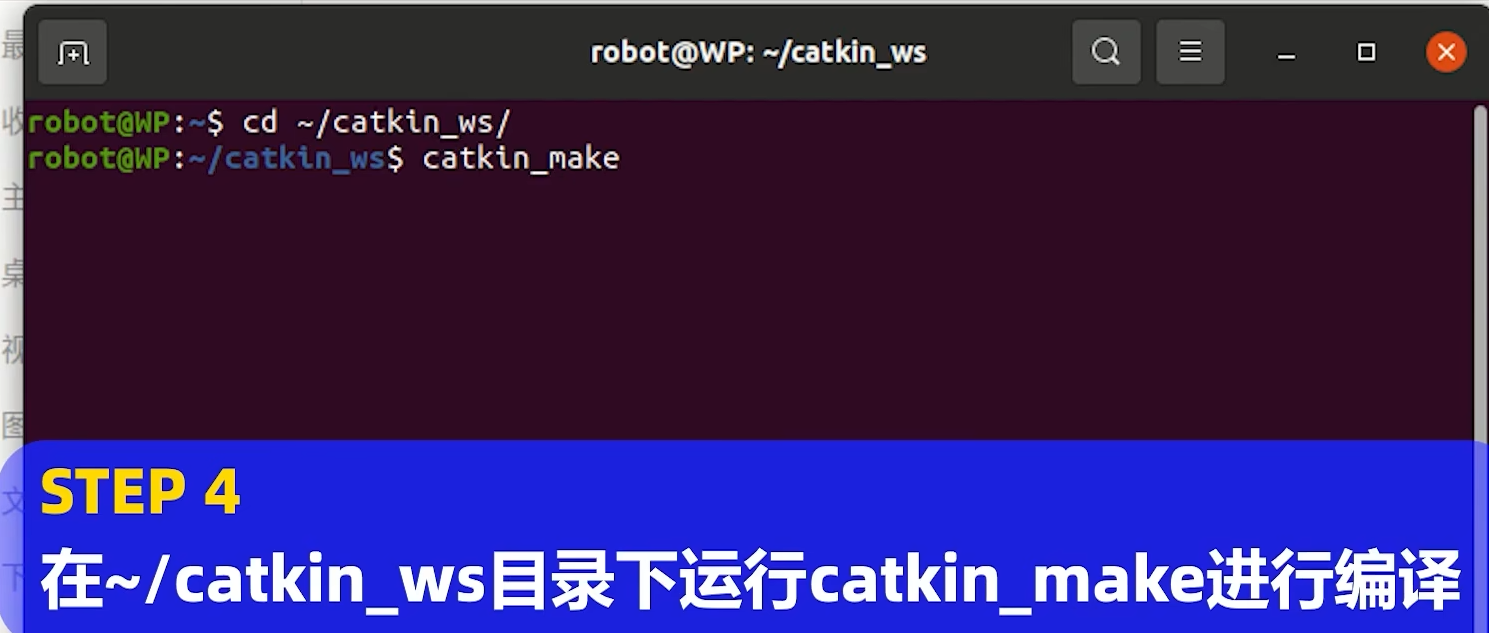 robot@WP: ~/catkin_ws
robot@WP:~$ cd ~/catkin_ws/
robot@WP:~/catkin_ws$ catkin_make
STEP 4
在~/catkin_ws目录下运行catkin_make进行编译